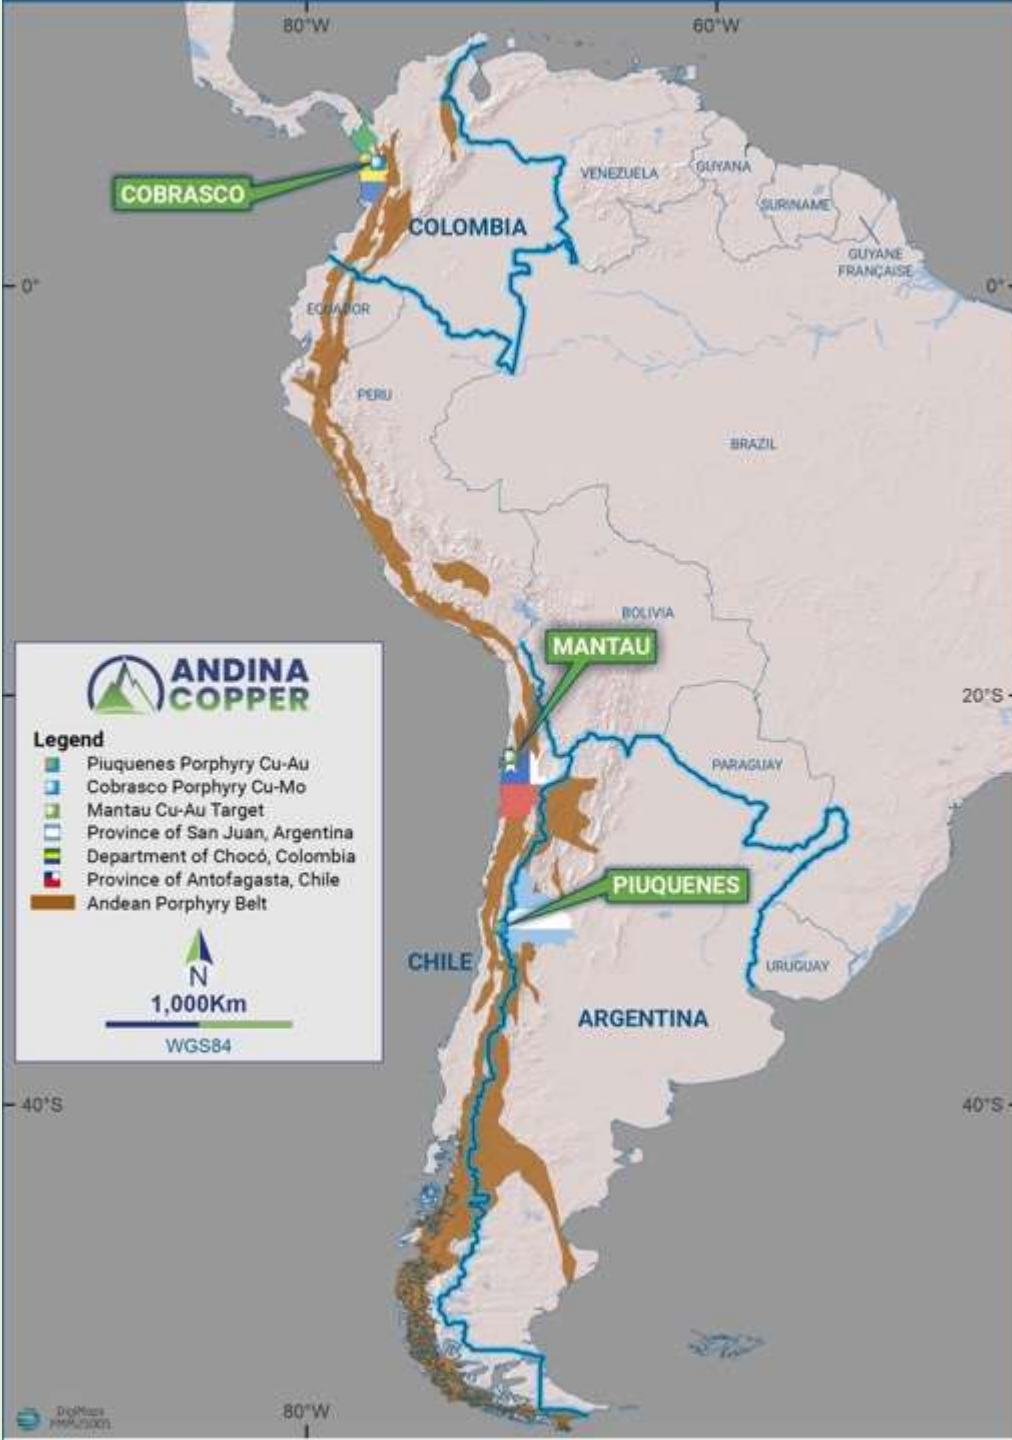 80°W
60°W
VENEZUELA
GUYANA
COBRASCO
SURINAME
COLOMBIA
GUYANE
FRANÇAISE
0°
0°
ECUADOR
PERU
BRAZIL
BOLIVIA
MANTAU
20°S
PARAGUAY
ANDINA
COPPER
Legend
Piuquenes Porphyry Cu-Au
Cobrasco Porphyry Cu-Mo
Mantau Cu-Au Target
Province of San Juan, Argentina
Department of Chocó, Colombia
Province of Antofagasta, Chile
Andean Porphyry Belt
N
1,000Km
WGS84
PIUQUENES
CHILE
URUGUAY
ARGENTINA
40°S
40°S
80°W
DigiMaps